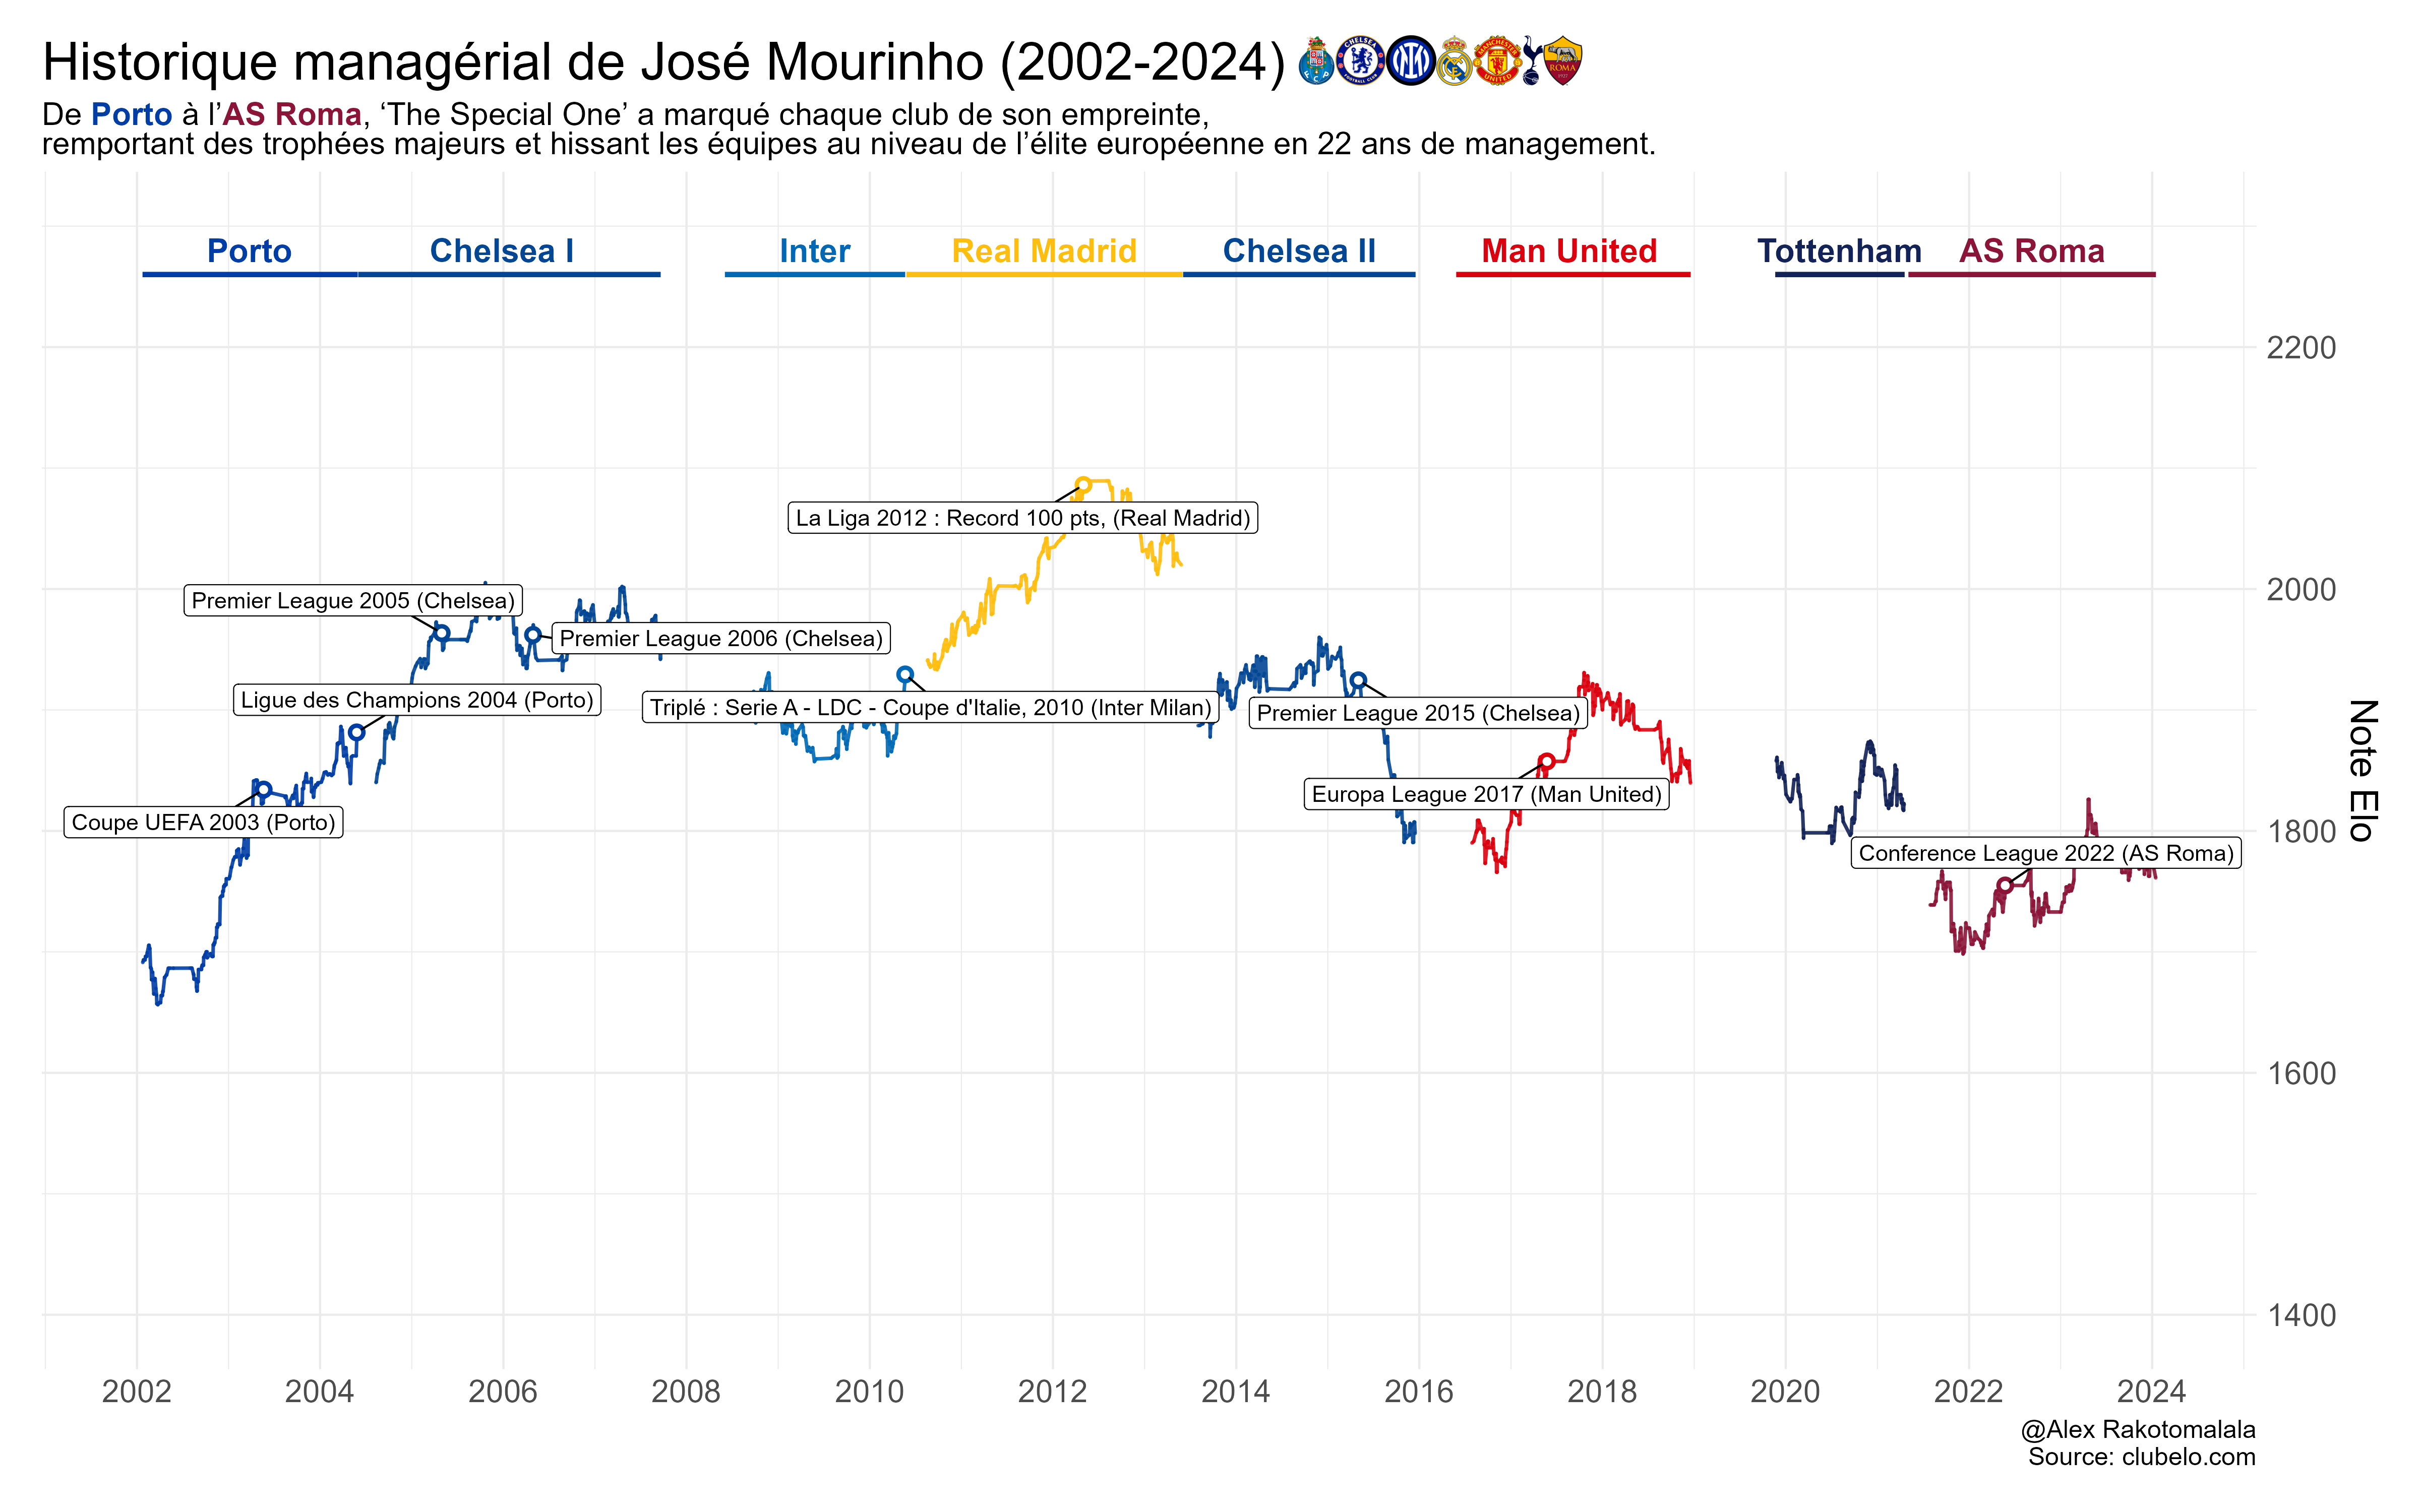 Historique managérial de José Mourinho (2002-2024)
De Porto à l’AS Roma, ‘The Special One’ a marqué chaque club de son empreinte,
remportant des trophées majeurs et hissant les équipes au niveau de l’élite européenne en 22 ans de management.
Porto
Chelsea I
Inter
Real Madrid
Chelsea II
Man United
Tottenham
AS Roma
2200
La Liga 2012 : Record 100 pts, (Real Madrid)
2000
Premier League 2005 (Chelsea)
Premier League 2006 (Chelsea)
Ligue des Champions 2004 (Porto)
Triplé : Serie A - LDC - Coupe d'Italie, 2010 (Inter Milan)
Premier League 2015 (Chelsea)
Europa League 2017 (Man United)
Coupe UEFA 2003 (Porto)
1800
Conference League 2022 (AS Roma)
Note Elo
1600
1400
2002
2004
2006
2008
2010
2012
2014
2016
2018
2020
2022
2024
@Alex Rakotomalala
Source: clubelo.com